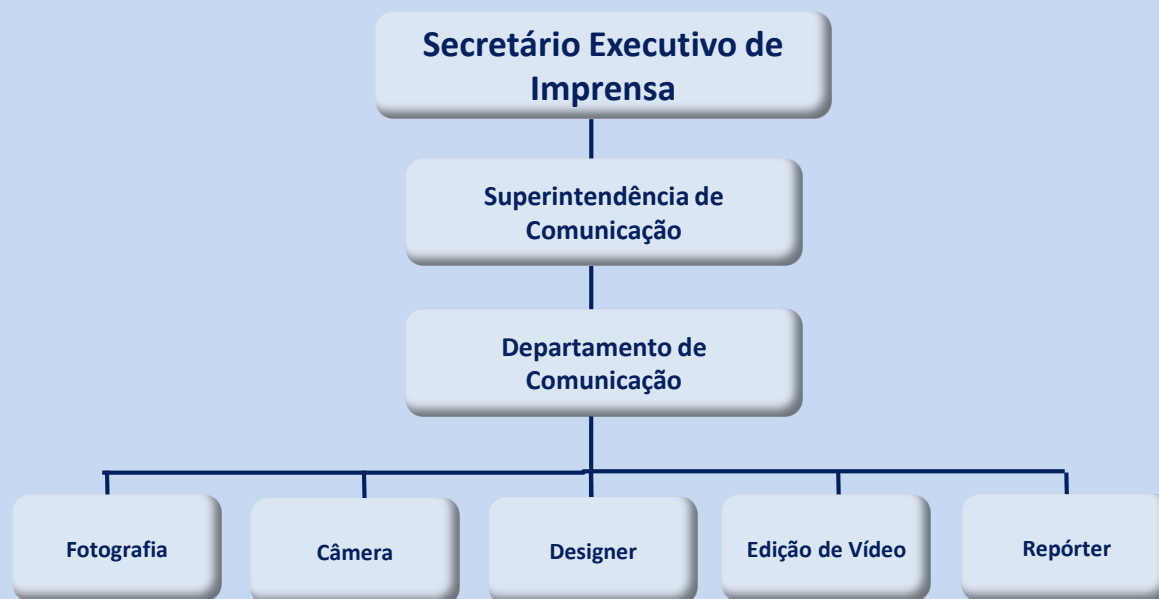 Secretário Executivo de
Imprensa
Superintendência de
Comunicação
Departamento de
Comunicação
Fotografia
Câmera
Designer
Edição de Vídeo
Repórter